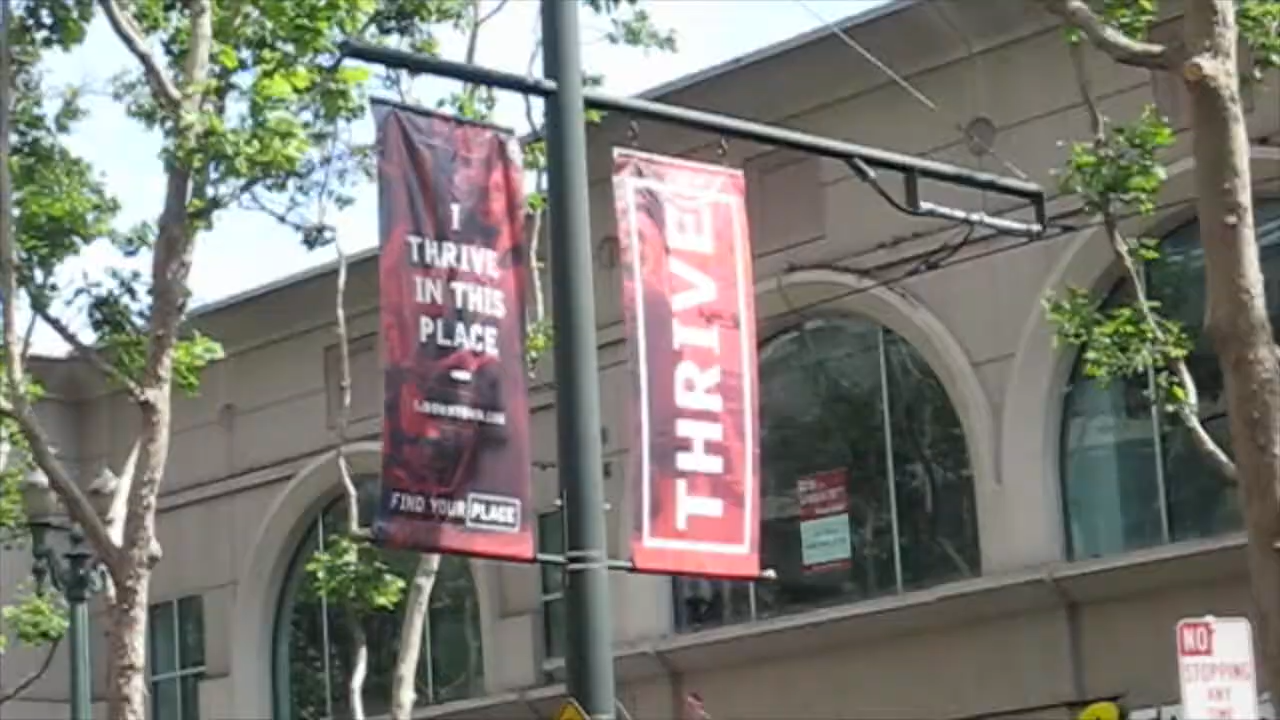 I
THRIVE
IN THIS
PLACE
FIND YOUR PLACE
THRIVE
NO
STOPPING
ANY
TIME